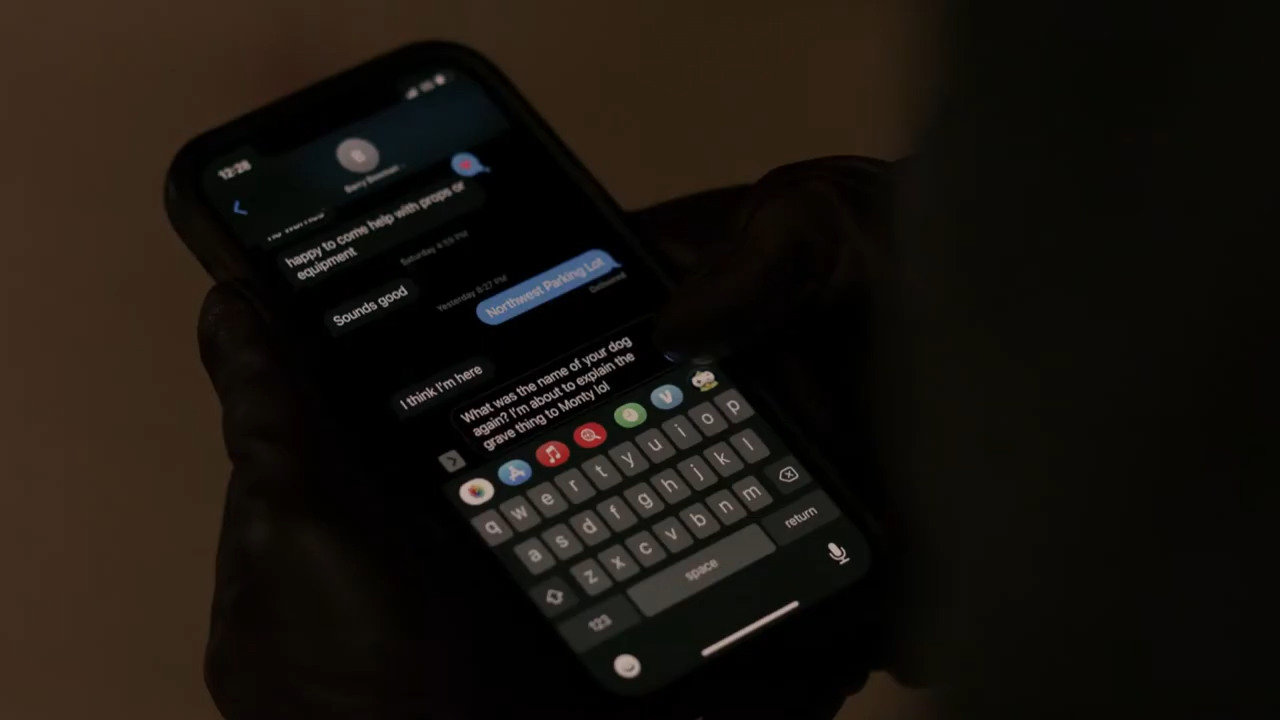 12:28
happy to come help with props or
equipment
Saturday 4:59 PM
Sounds good
Yesterday 8:27 PM
Northwest Parking Lot
Delivered
I think I'm here
What was the name of your dog
again? I'm about to explain the
grave thing to Monty lol
q w e r t y u i o p
a s d f g h j k l
z x c v b n m
123 space return